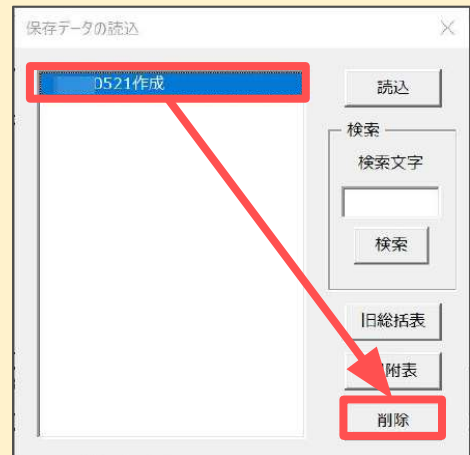 保存データの読込
0521作成
読込
検索
検索文字
検索
旧総括表
附表
削除